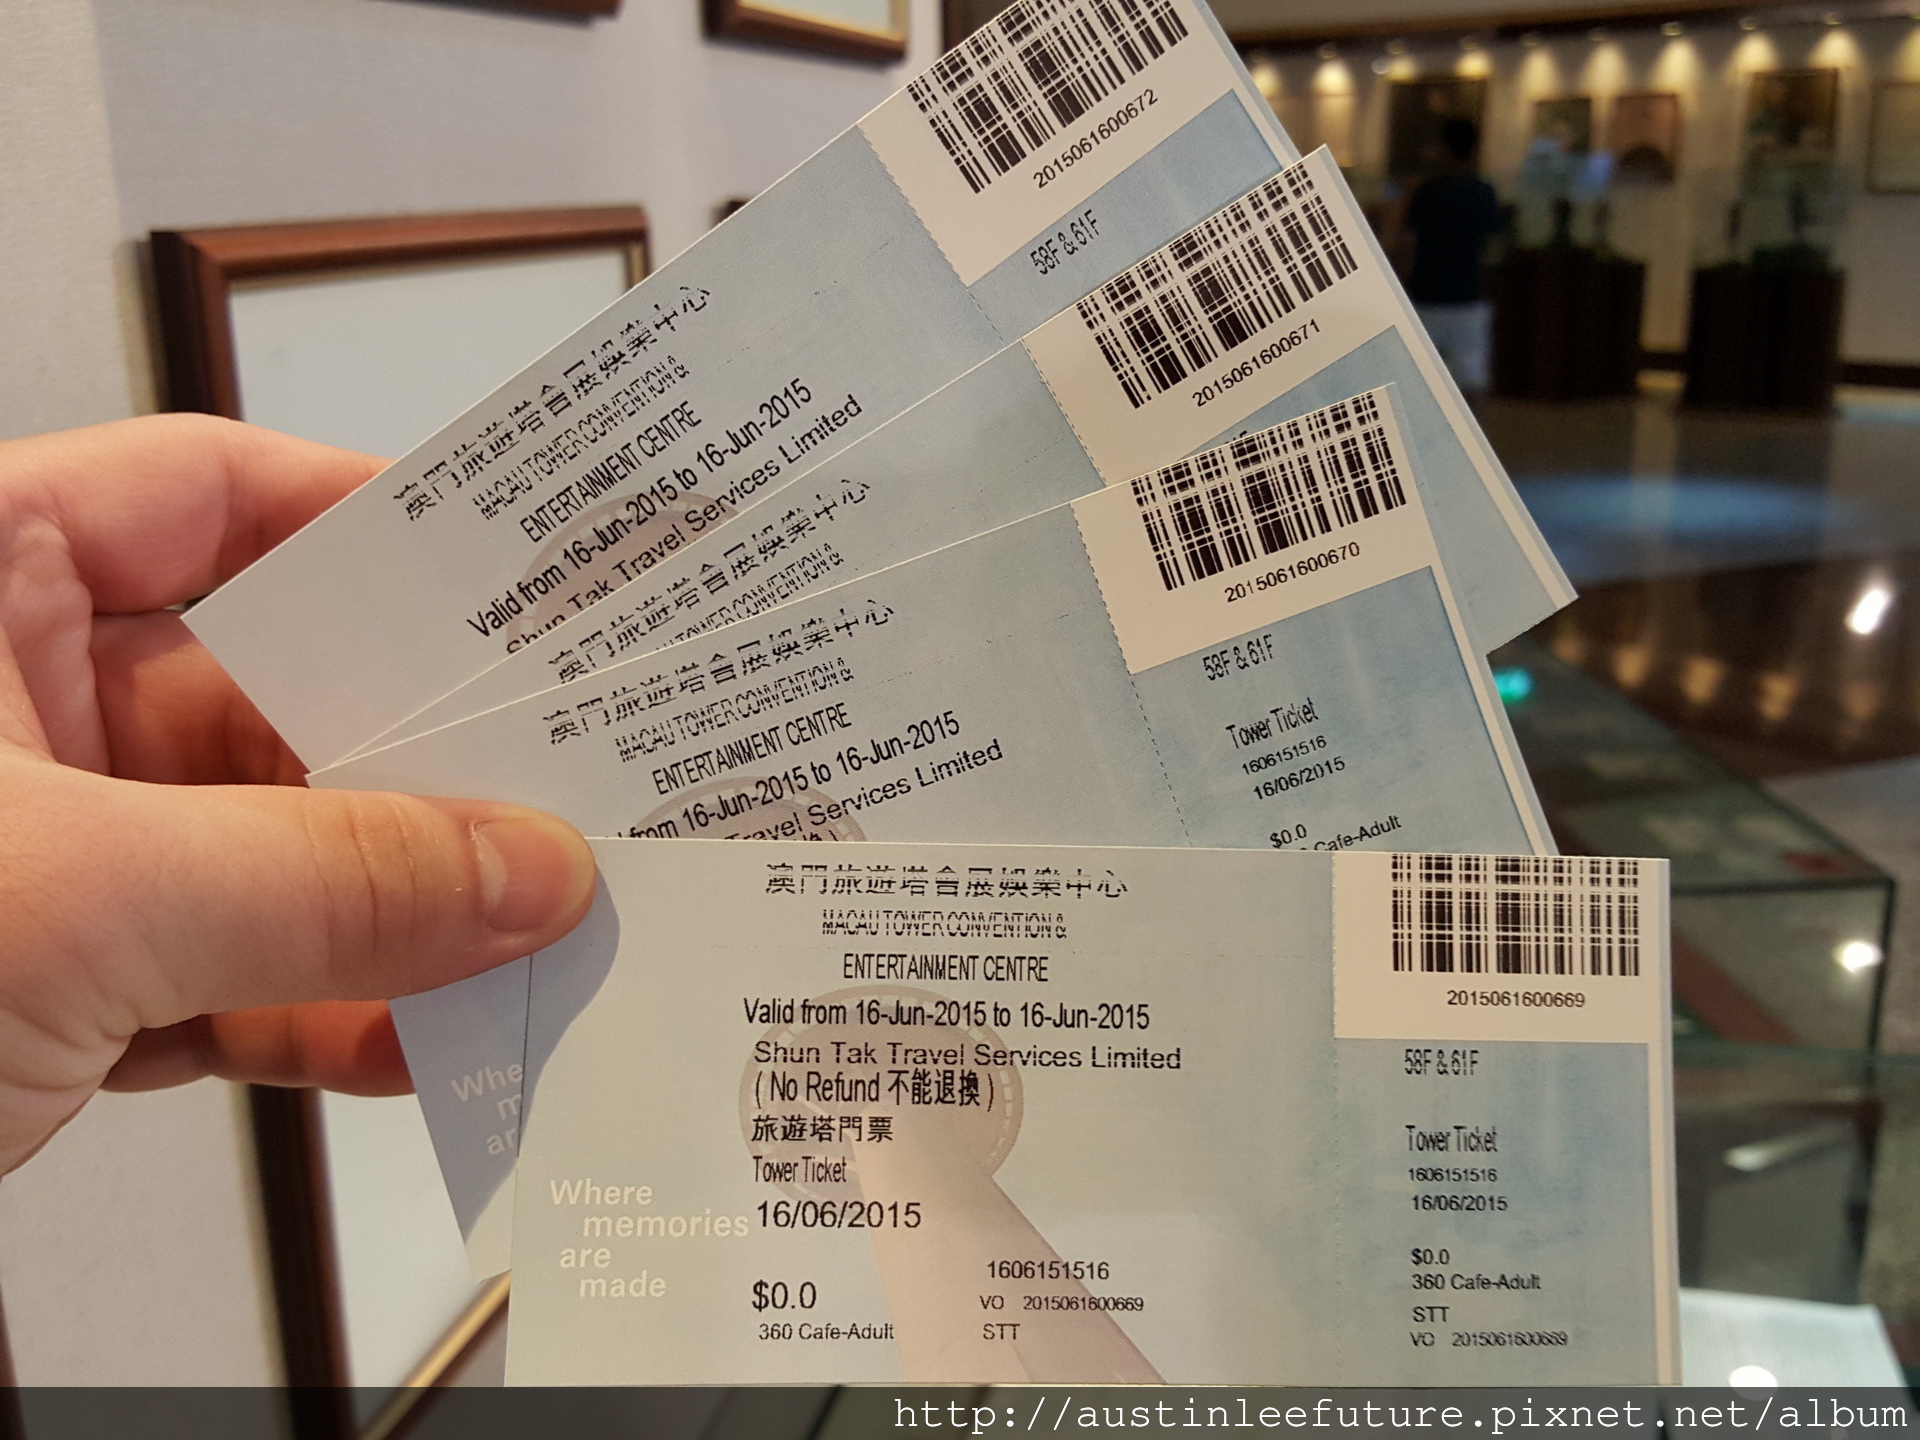 2015061600672
58F & 61F
澳門旅遊塔會展娛樂中心
MACAU TOWER CONVENTION &
ENTERTAINMENT CENTRE
Valid from 16-Jun-2015 to 16-Jun-2015
Shun Tak Travel Services Limited
2015061600671
澳門旅遊塔會展娛樂中心
MACAU TOWER CONVENTION &
2015061600670
58F & 61F
Tower Ticket
1606151516
16/06/2015
$0.0
Cafe-Adult
澳門旅遊塔會展娛樂中心
MACAU TOWER CONVENTION &
ENTERTAINMENT CENTRE
from 16-Jun-2015 to 16-Jun-2015
Travel Services Limited
Whe
m
ar
澳門旅遊塔會展娛樂中心
MACAU TOWER CONVENTION &
ENTERTAINMENT CENTRE
Valid from 16-Jun-2015 to 16-Jun-2015
Shun Tak Travel Services Limited
( No Refund 不能退換 )
旅遊塔門票
Tower Ticket
16/06/2015
Where
memories
are
made
$0.0
360 Cafe-Adult
1606151516
VO 2015061600669
STT
2015061600669
58F & 61F
Tower Ticket
1606151516
16/06/2015
$0.0
360 Cafe-Adult
STT
VO 2015061600669
http://austinleefuture.pixnet.net/album